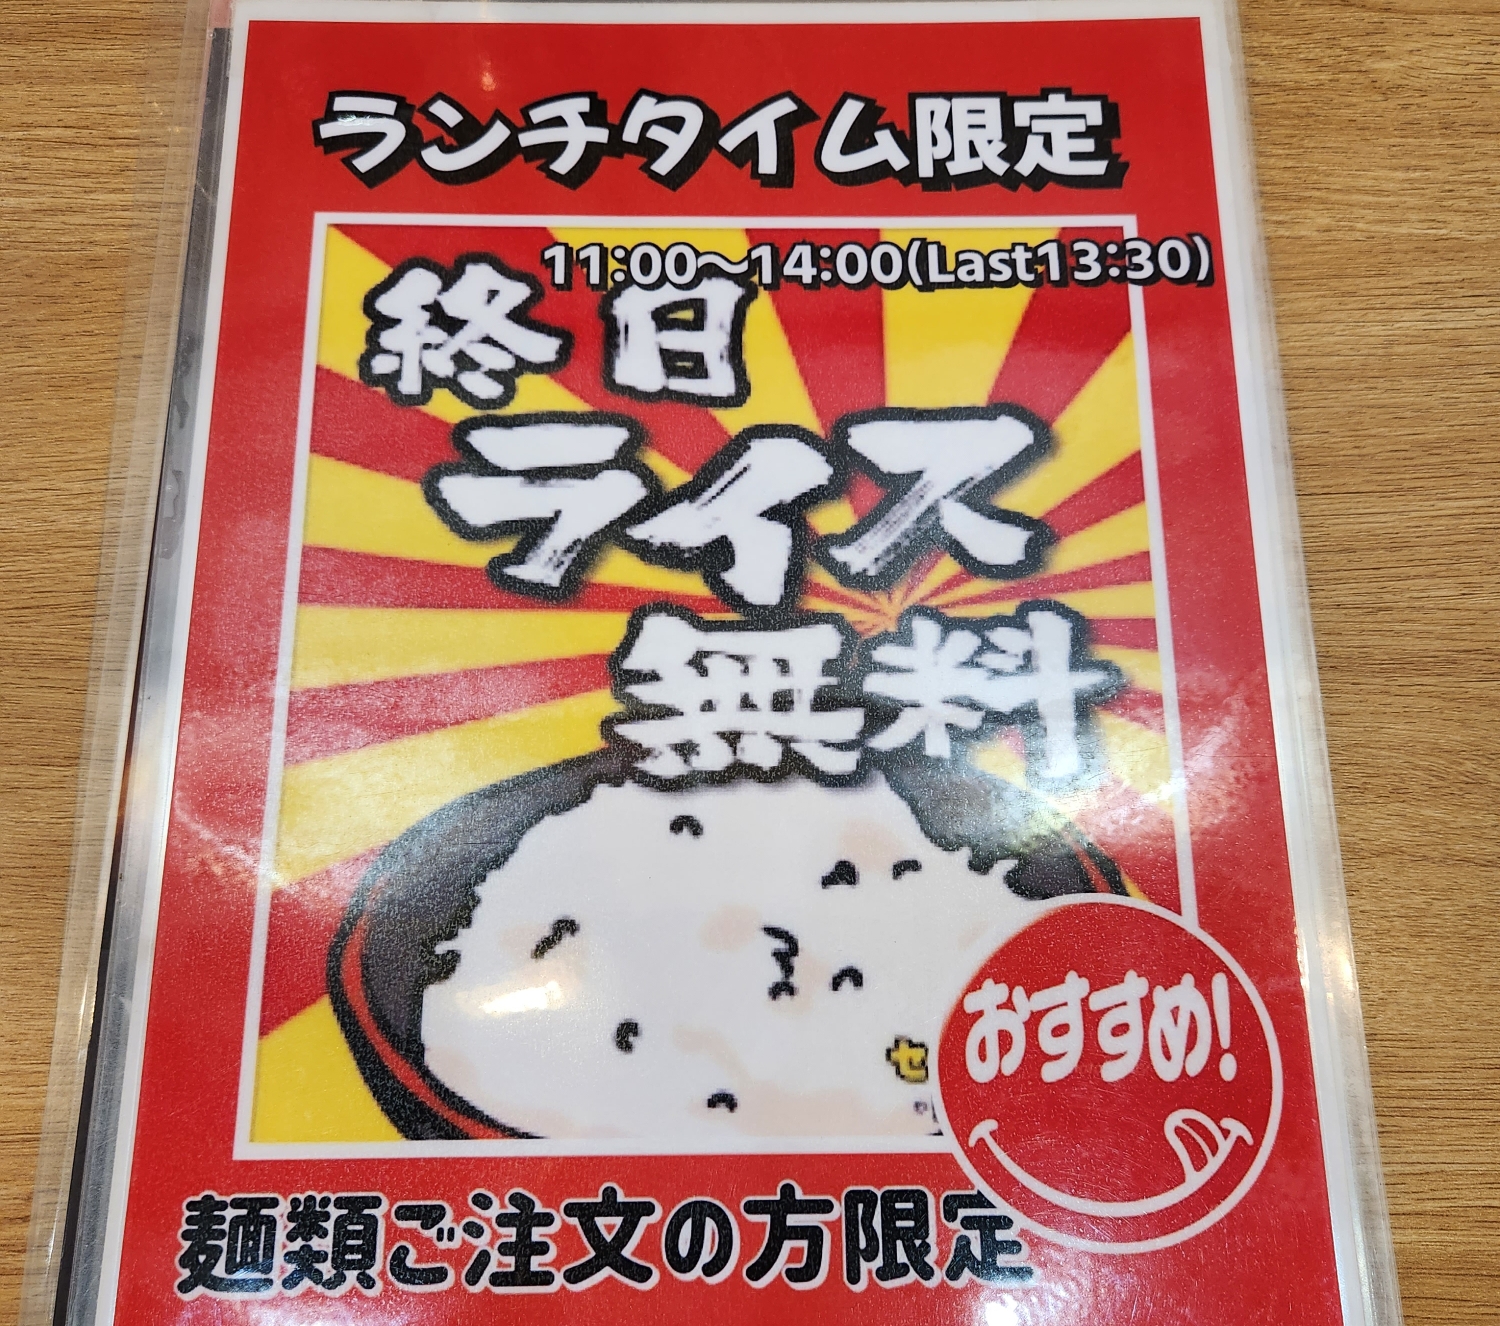 ランチタイム限定
11:00～14:00(Last13:30)
終日
ライス
無料
セ
おすすめ!
麺類ご注文の方限定